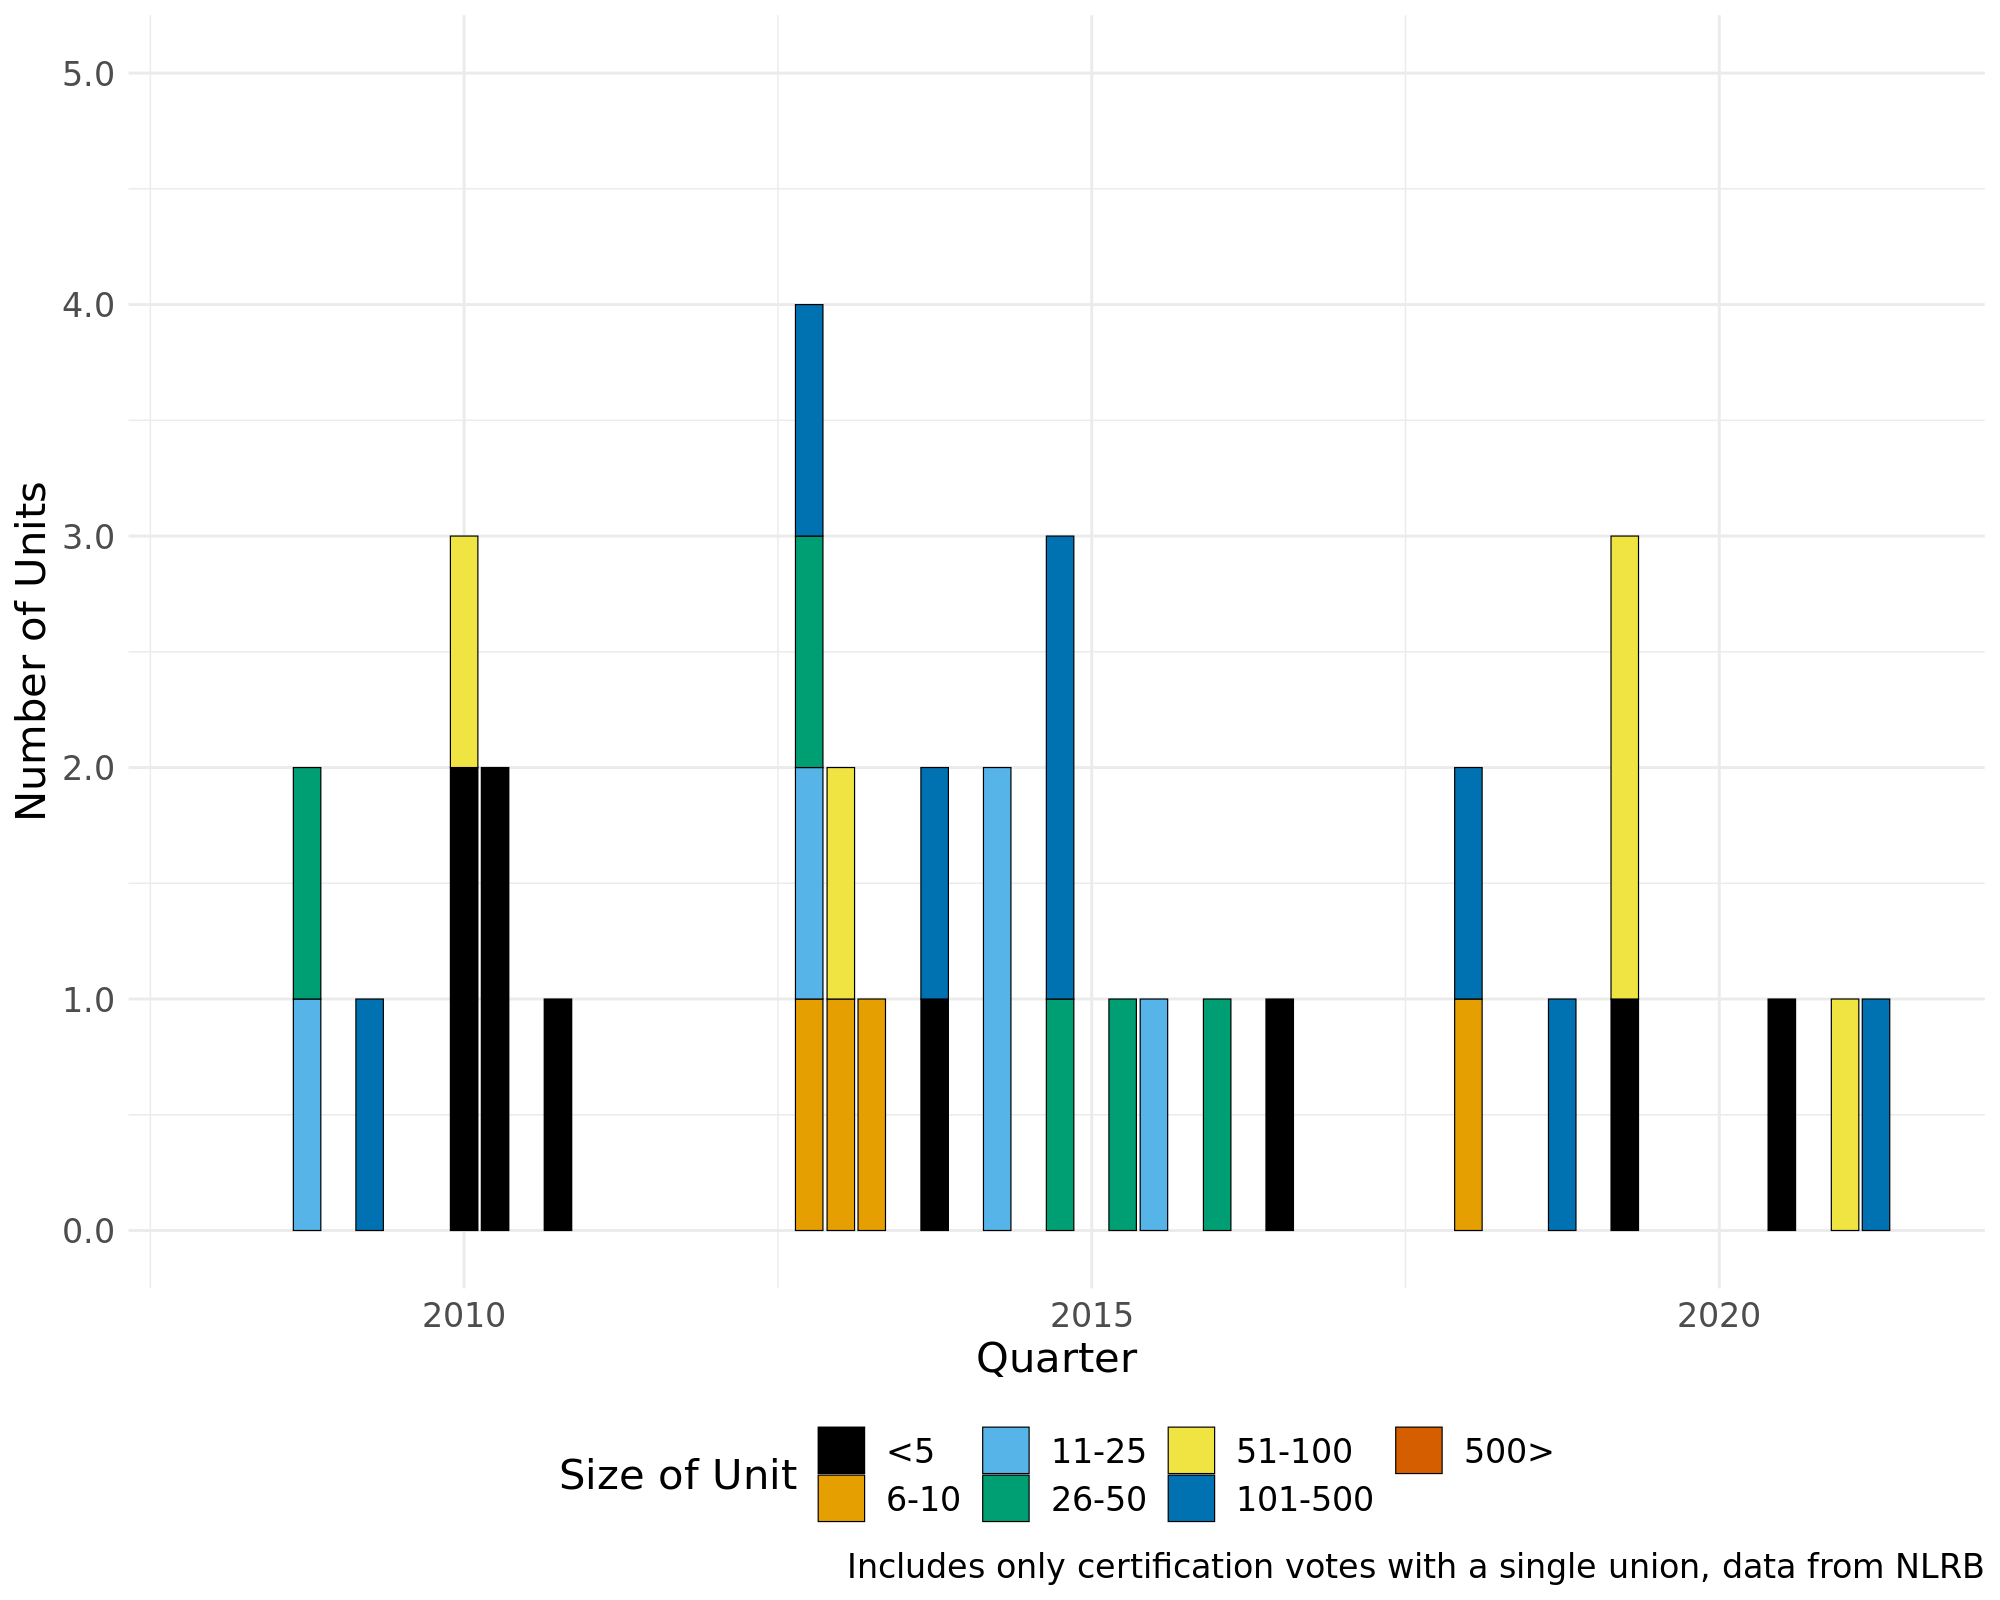 5.0
4.0
3.0
2.0
1.0
0.0
Number of Units
2010 2015 2020
Quarter
Size of Unit
<5 11-25 51-100 500>
6-10 26-50 101-500
Includes only certification votes with a single union, data from NLRB